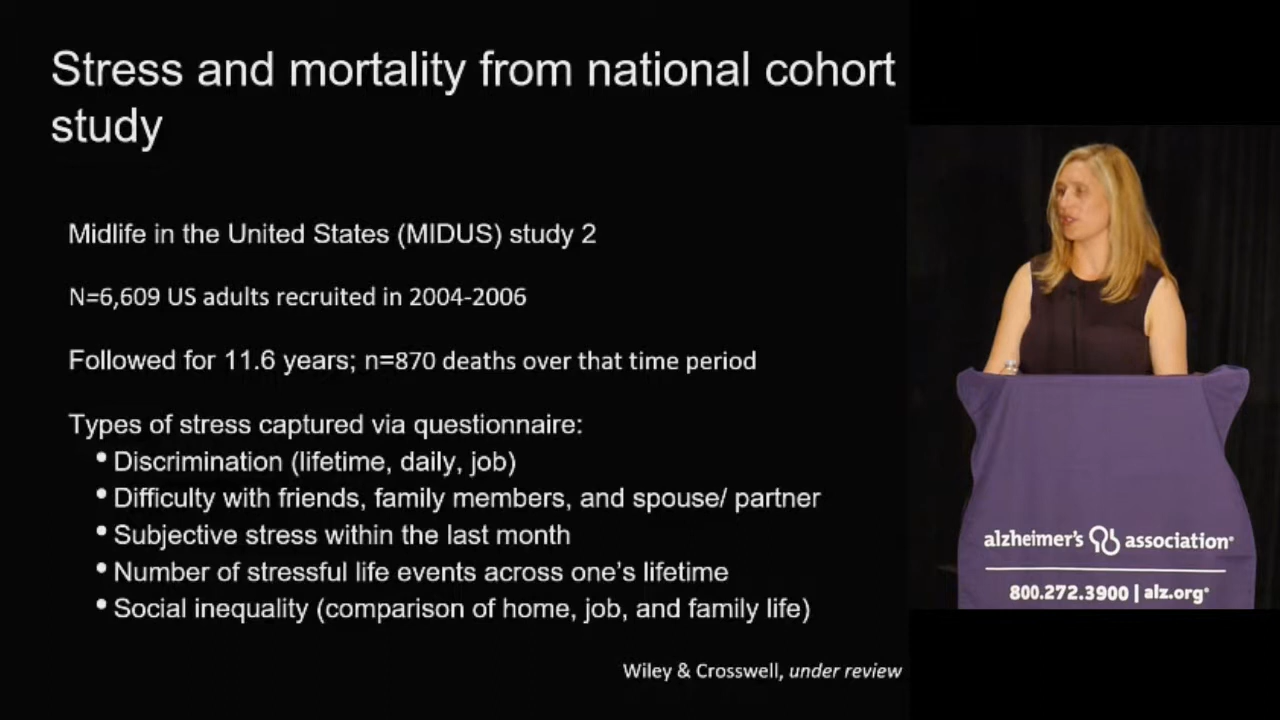 Stress and mortality from national cohort
study
Midlife in the United States (MIDUS) study 2
N=6,609 US adults recruited in 2004-2006
Followed for 11.6 years; n=870 deaths over that time period
Types of stress captured via questionnaire:
• Discrimination (lifetime, daily, job)
• Difficulty with friends, family members, and spouse/ partner
• Subjective stress within the last month
• Number of stressful life events across one's lifetime
• Social inequality (comparison of home, job, and family life)
Wiley & Crosswell, under review
alzheimer's association®
800.272.3900 | alz.org®